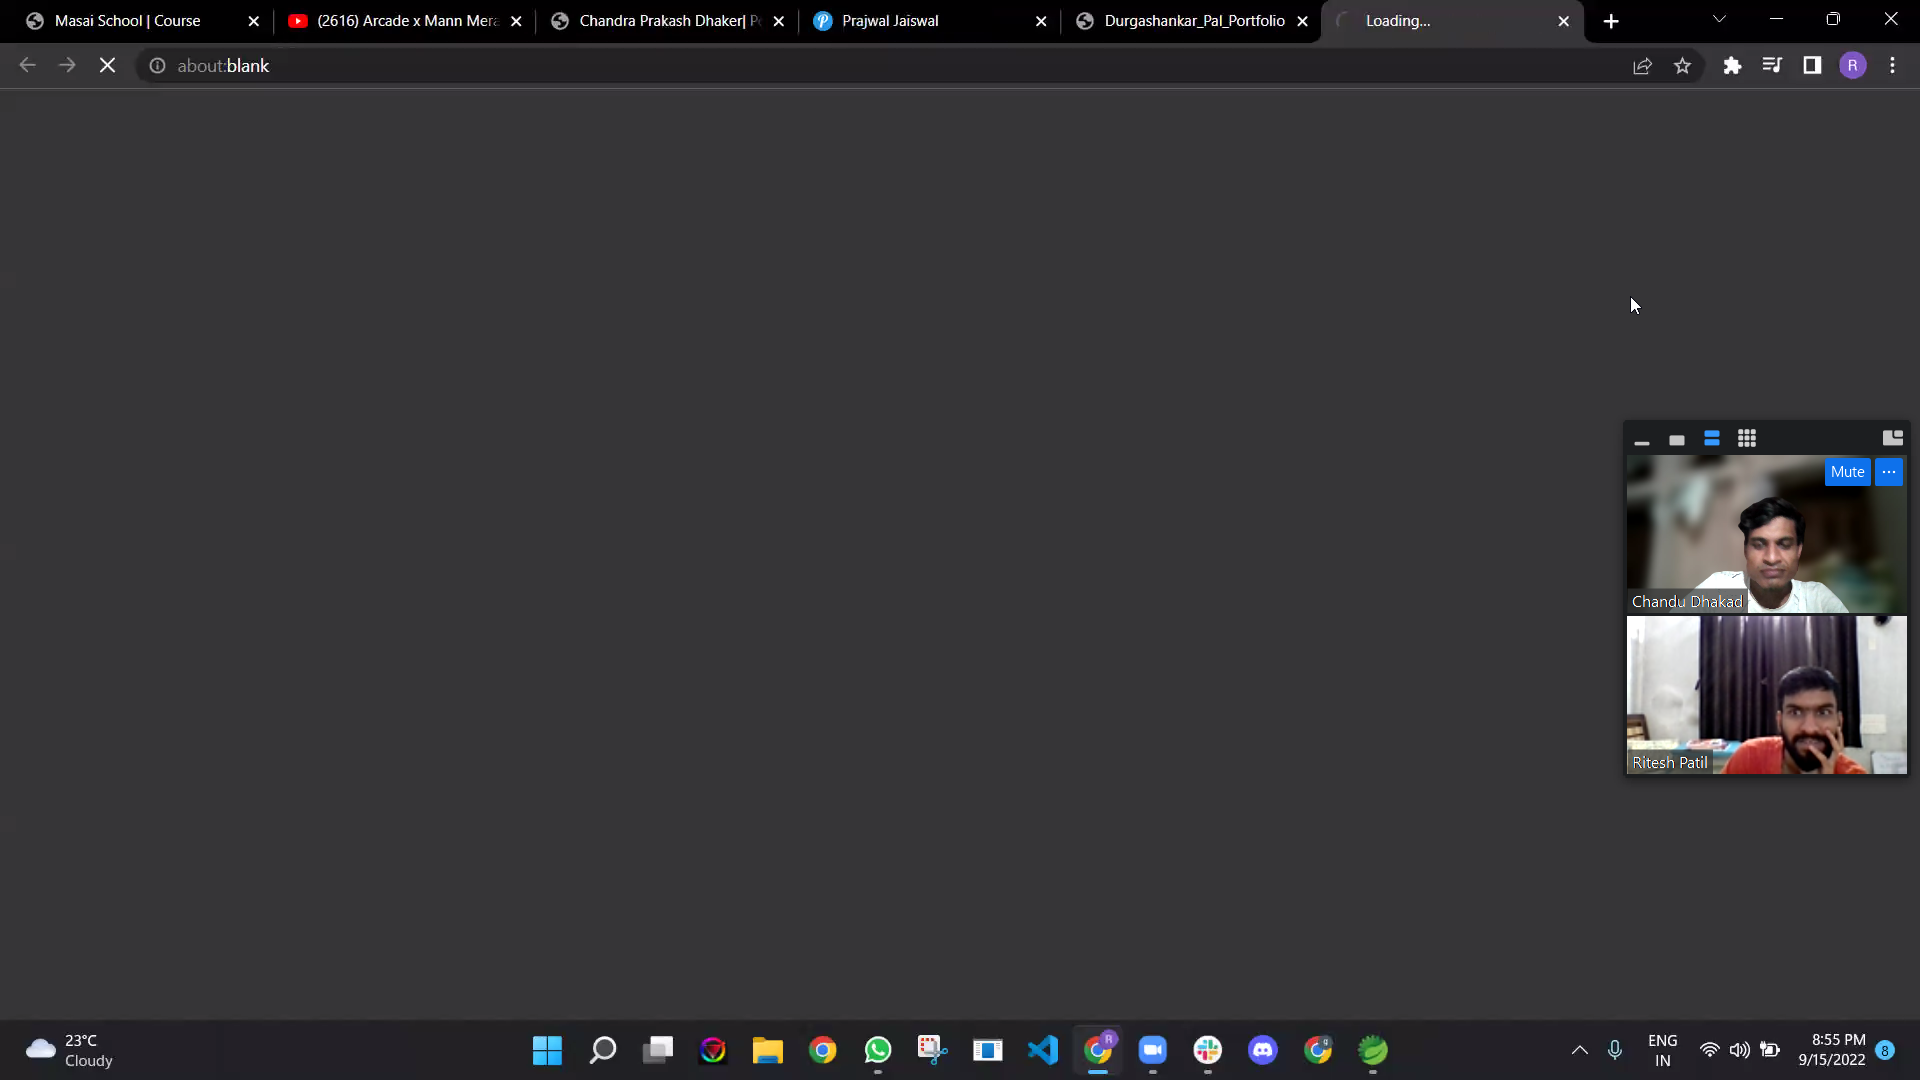 Masai School | Course
(2616) Arcade x Mann Mera
Chandra Prakash Dhaker| P
Prajwal Jaiswal
Durgashankar_Pal_Portfolio
Loading...
about:blank
R
Mute
Chandu Dhakad
Ritesh Patil
23°C
Cloudy
R
g
ENG
IN
8:55 PM
9/15/2022
8